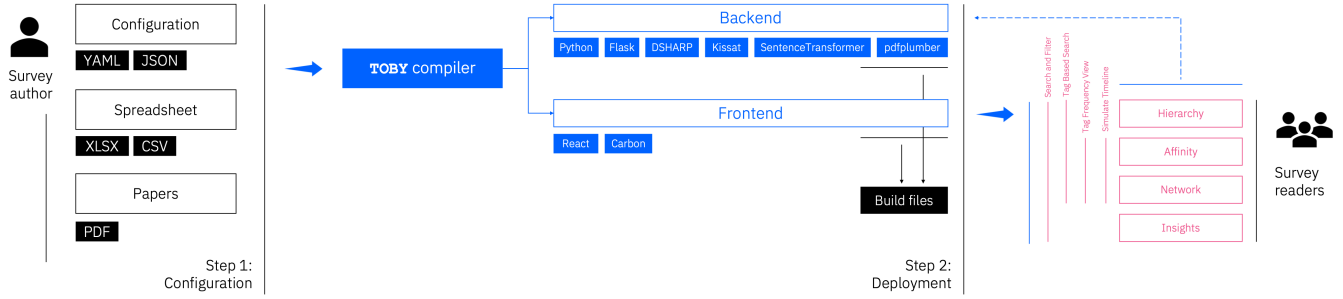 Survey
author
Configuration
YAML JSON
Spreadsheet
XLSX CSV
Papers
PDF
Step 1:
Configuration
TOBY compiler
Backend
Python Flask DSHARP Kissat SentenceTransformer pdfplumber
Frontend
React Carbon
Build files
Step 2:
Deployment
Search and Filter
Tag Based Search
Tag Frequency View
Simulate Timeline
Hierarchy
Affinity
Network
Insights
Survey
readers